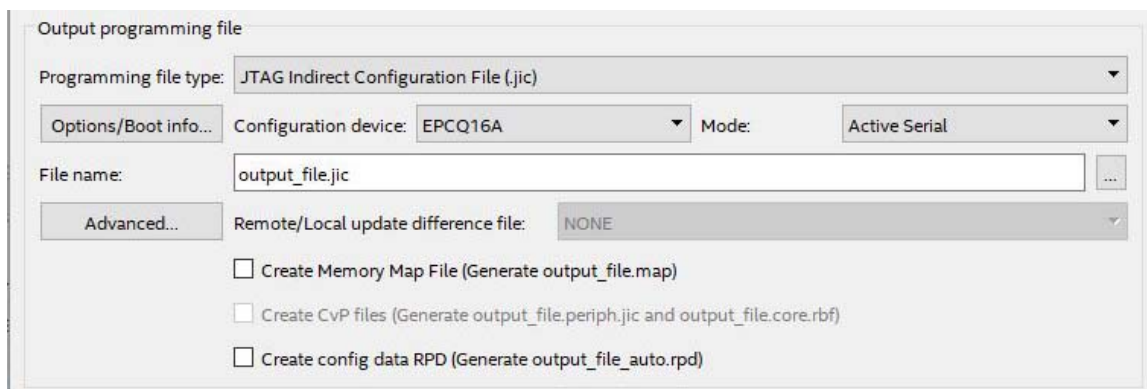 Output programming file
Programming file type: JTAG Indirect Configuration File (.jic)
Options/Boot info... Configuration device: EPCQ16A Mode: Active Serial
File name: output_file.jic ...
Advanced... Remote/Local update difference file: NONE
Create Memory Map File (Generate output_file.map)
Create CvP files (Generate output_file.periph.jic and output_file.core.rbf)
Create config data RPD (Generate output_file_auto.rpd)